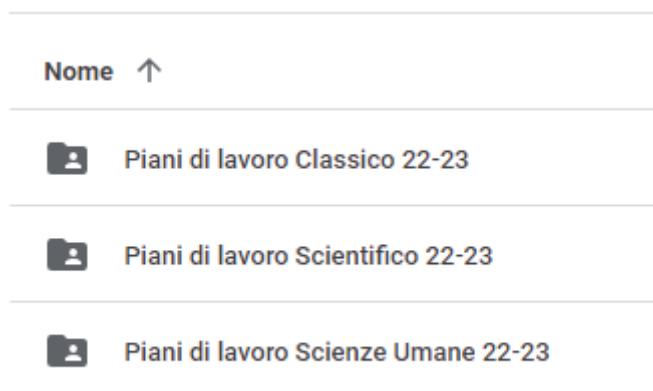 Nome
Piani di lavoro Classico 22-23
Piani di lavoro Scientifico 22-23
Piani di lavoro Scienze Umane 22-23